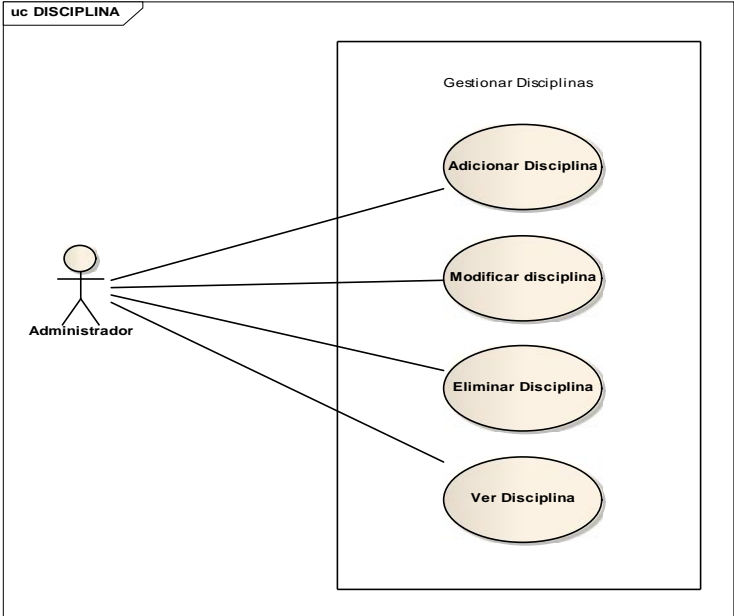 uc DISCIPLINA
Gestionar Disciplinas
Adicionar Disciplina
Modificar disciplina
Administrador
Eliminar Disciplina
Ver Disciplina